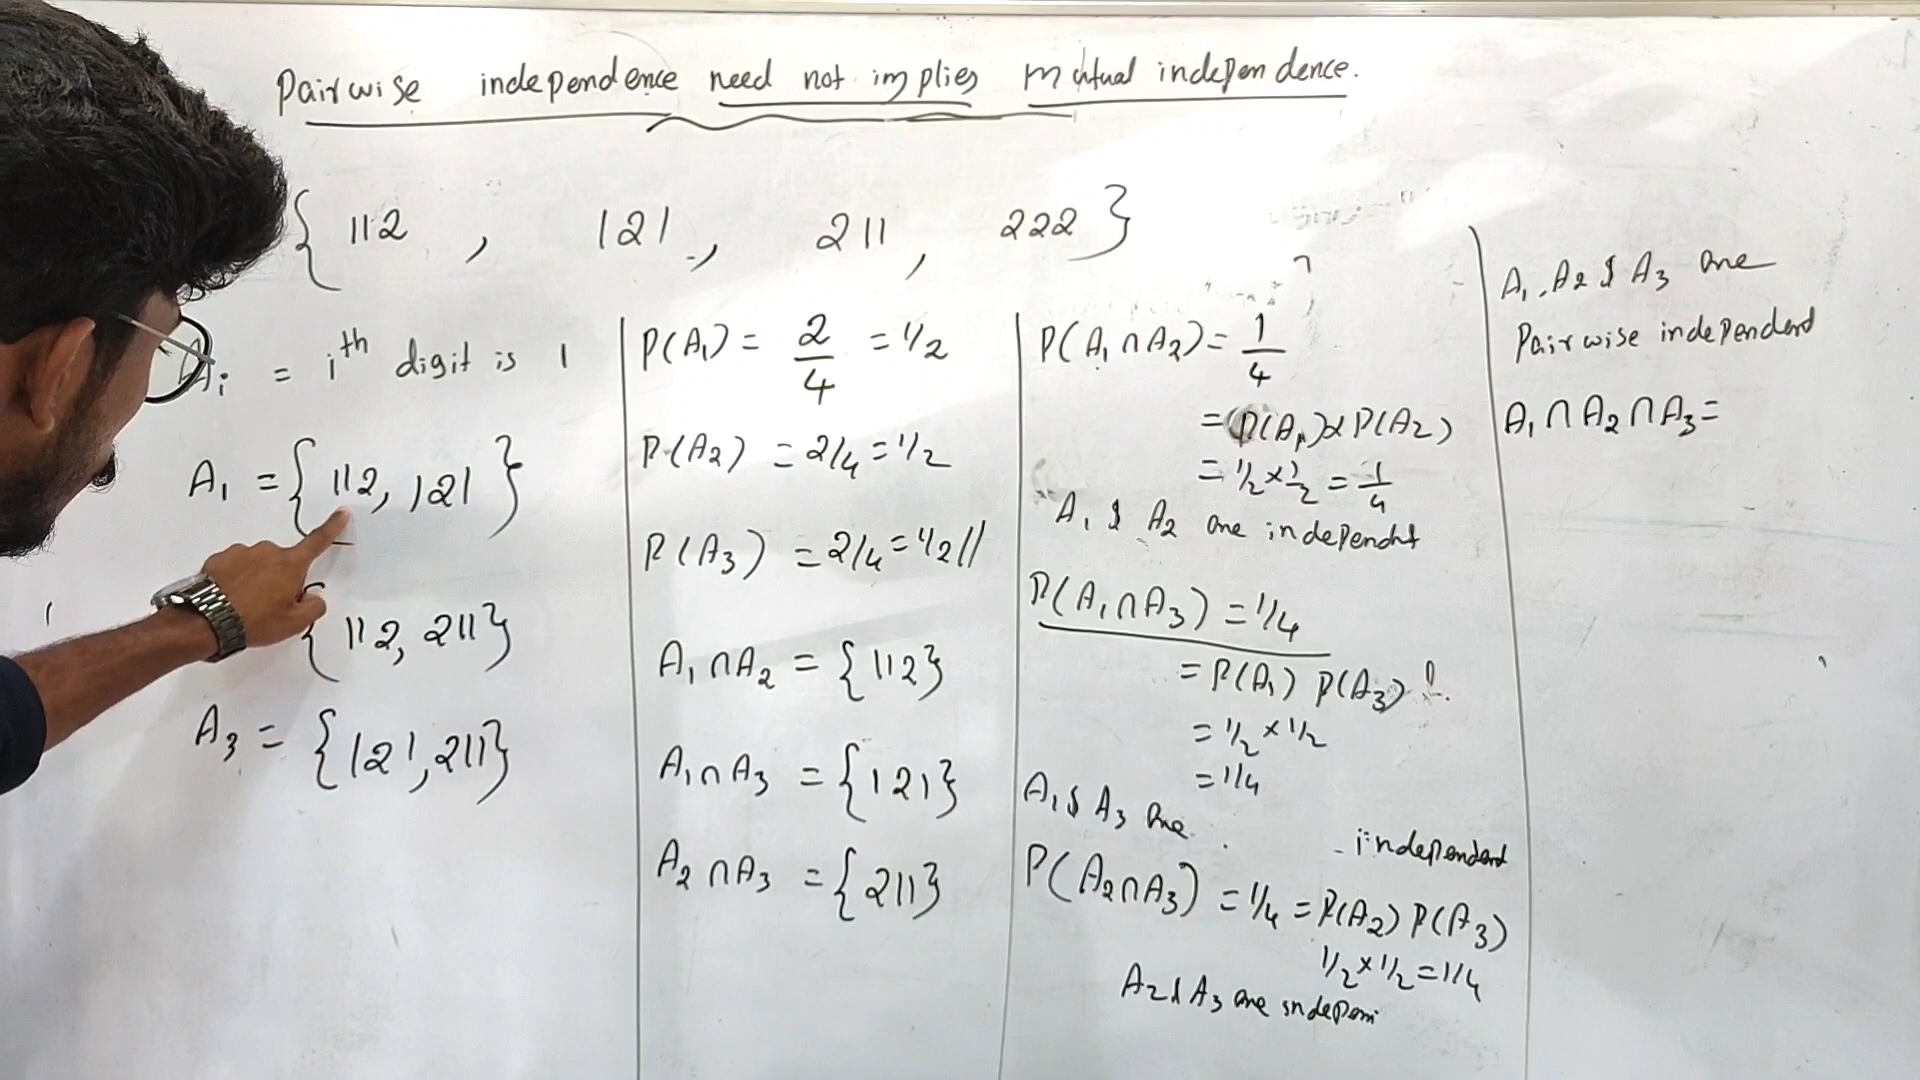 Pairwise independence need not implies mutual independence.
{ 112 , 121 , 211 , 222 }
Ai = ith digit is 1
A1 = { 112, 121 }
{ 112, 211 }
A3 = { 121, 211 }
P(A1) = 2/4 = 1/2
P(A2) = 2/4 = 1/2
P(A3) = 2/4 = 1/2 //
A1 ∩ A2 = { 112 }
A1 ∩ A3 = { 121 }
A2 ∩ A3 = { 211 }
P(A1 ∩ A2) = 1/4
= P(A1) x P(A2)
= 1/2 × 1/2 = 1/4
A1 & A2 are independht
P(A1 ∩ A3) = 1/4
= P(A1) P(A3)
= 1/2 × 1/2
= 1/4
A1 & A3 are independent
P(A2 ∩ A3) = 1/4 = P(A2) P(A3)
1/2 × 1/2 = 1/4
A2 & A3 are indepen
A1, A2 & A3 are
Pairwise independent
A1 ∩ A2 ∩ A3 =